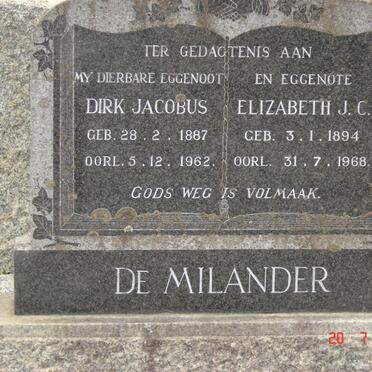 TER GEDAGTENIS AAN
MY DIERBARE EGGENOOT EN EGGENOTE
DIRK JACOBUS ELIZABETH J. C.
GEB. 28. 2. 1887 GEB. 3. 1. 1894
OORL. 5. 12. 1962. OORL. 31. 7. 1968.
GODS WEG IS VOLMAAK.
DE MILANDER
20 7